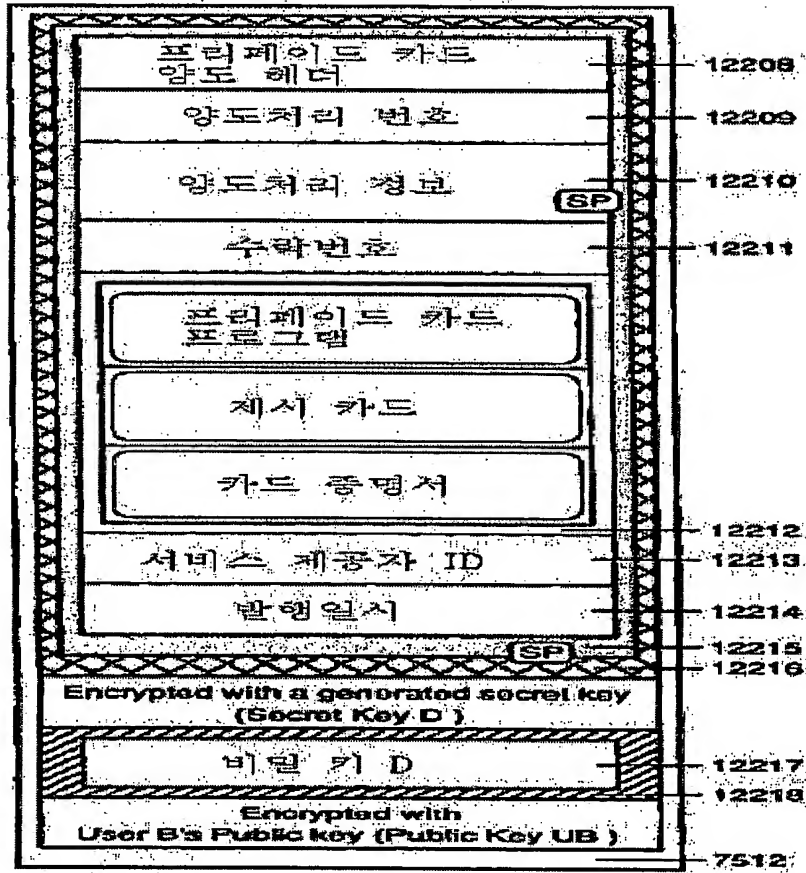 프리페이드 카드
양도 헤더
12208
양도처리 번호
12209
양도처리 정보
12210
SP
수락번호
12211
프리페이드 카드
프로그램
제시 카드
카드 증명서
12212
서비스 제공자 ID
12213
발행일시
12214
SP
12215
12216
Encrypted with a generated secret key
(Secret Key D )
비밀 키 D
12217
12218
Encrypted with
User B's Public key (Public Key UB )
7512